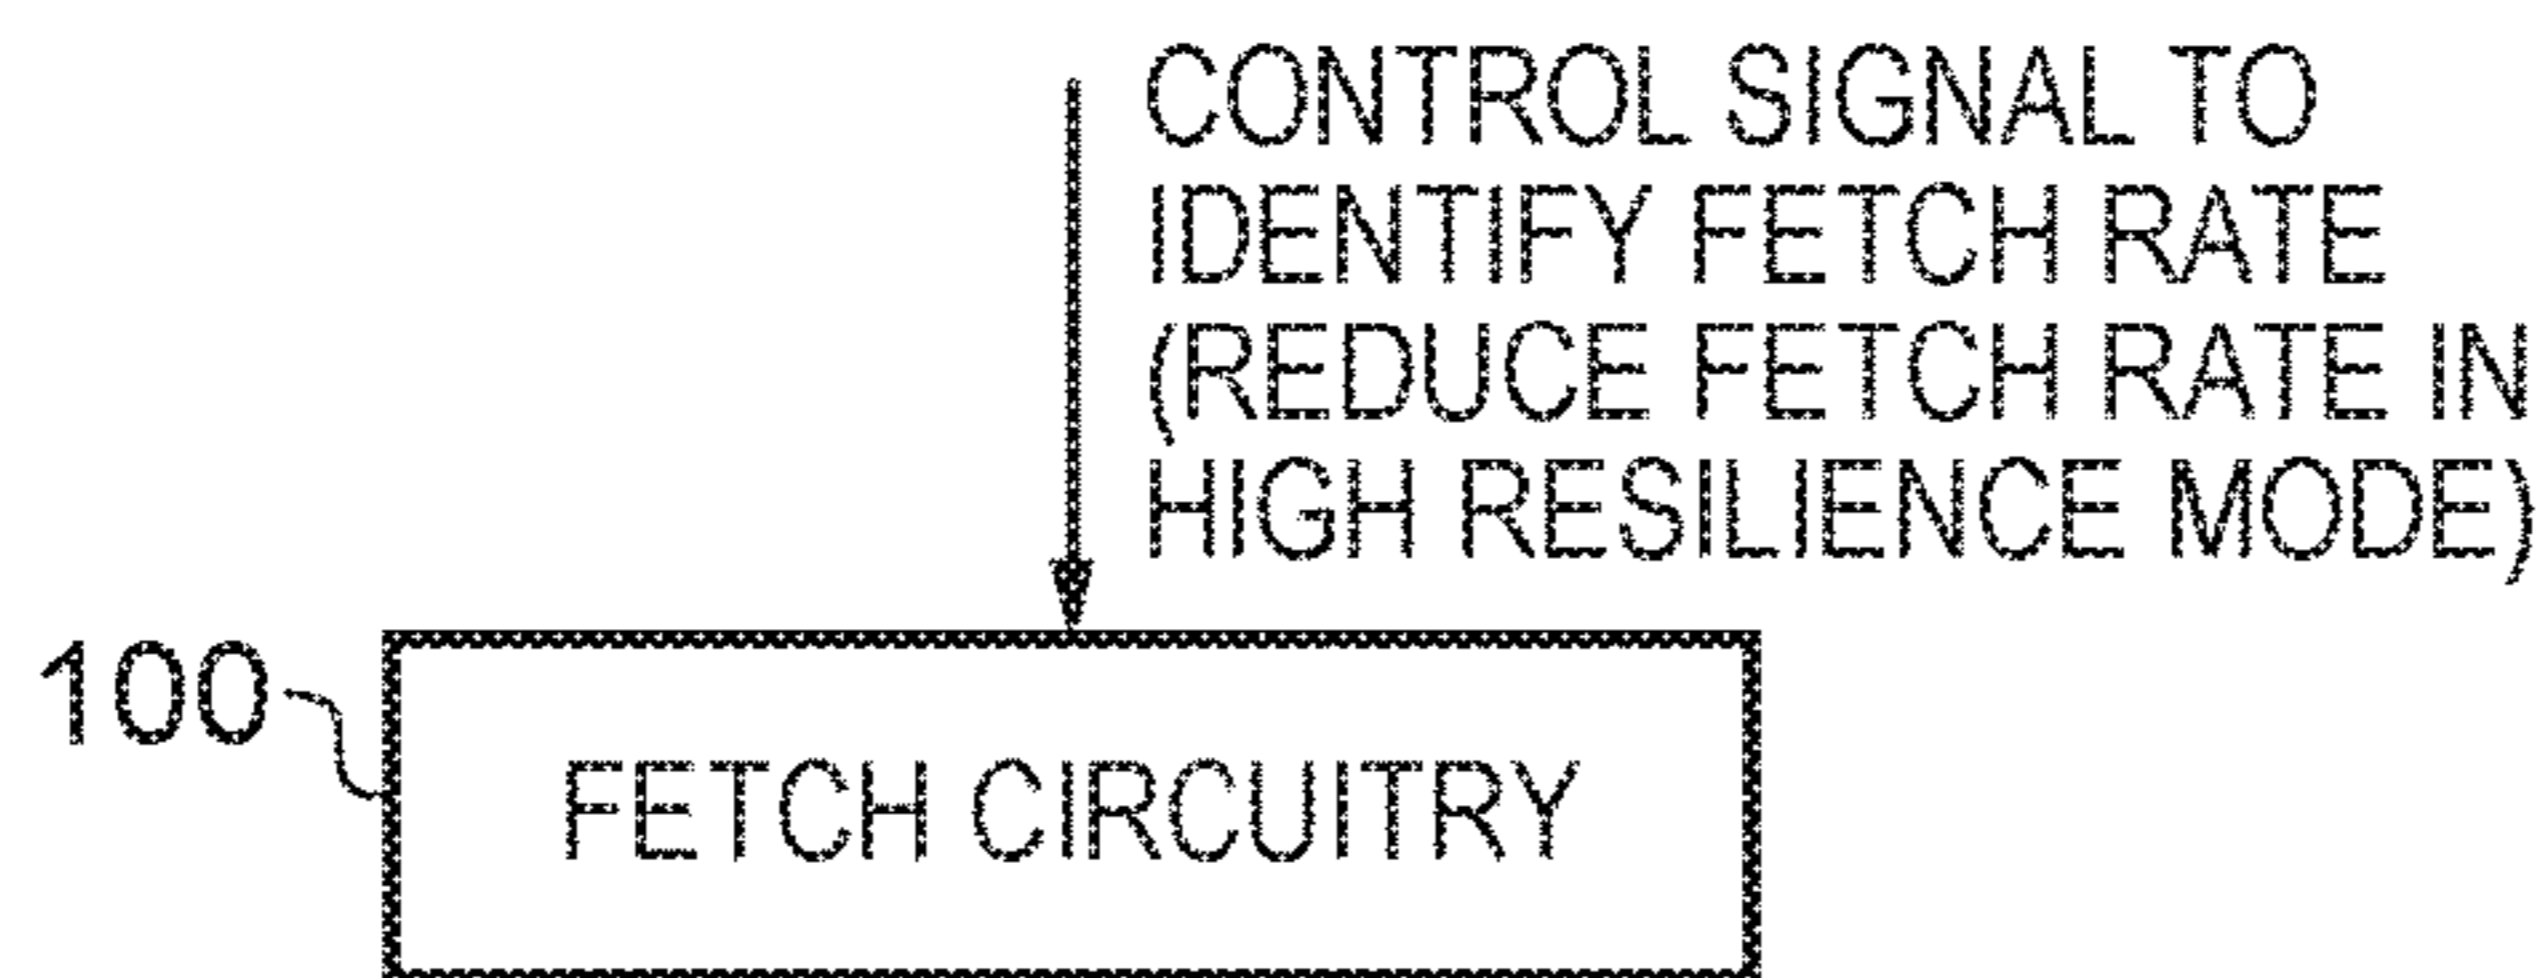 CONTROL SIGNAL TO
IDENTIFY FETCH RATE
(REDUCE FETCH RATE IN
HIGH RESILIENCE MODE)
100
FETCH CIRCUITRY